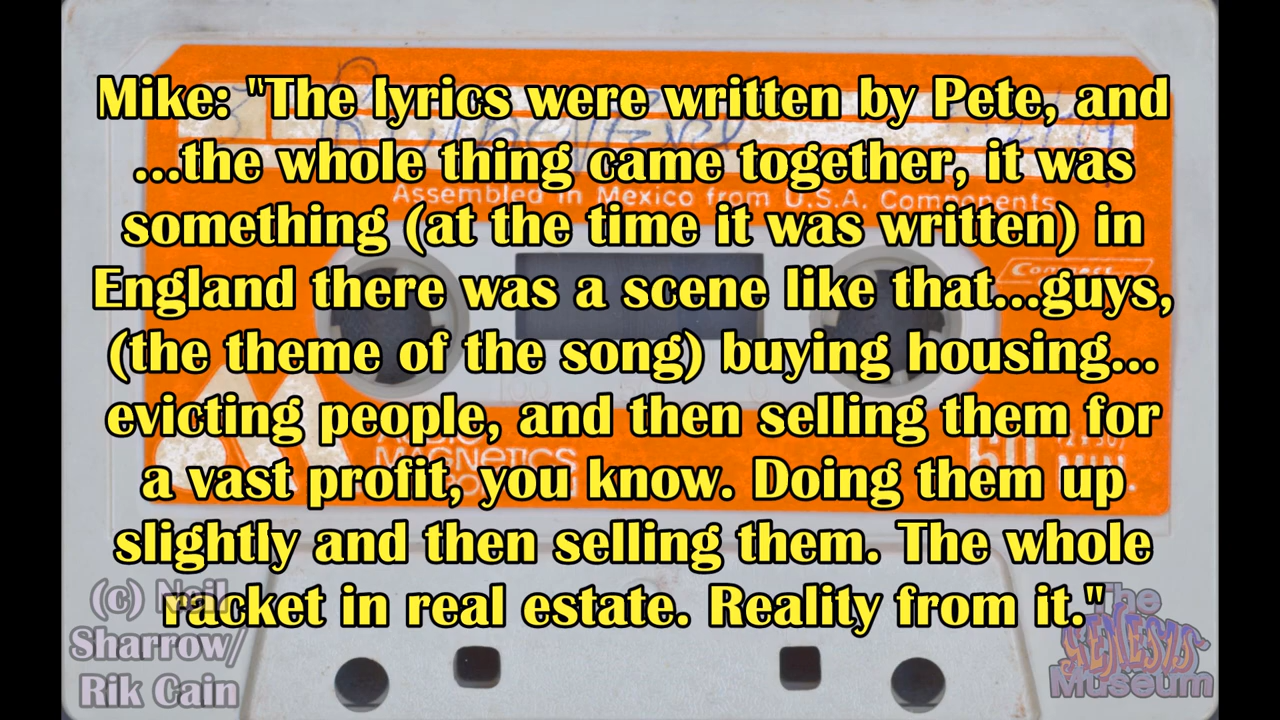 Mike: "The lyrics were written by Pete, and
...the whole thing came together, it was
something (at the time it was written) in
England there was a scene like that...guys,
(the theme of the song) buying housing...
evicting people, and then selling them for
a vast profit, you know. Doing them up
slightly and then selling them. The whole
racket in real estate. Reality from it."
Assembled in Mexico from U.S.A. Components
MAGNETICS
60
MIN.
(c) Neil
Sharrow/
Rik Cain
The
GENESIS
Museum